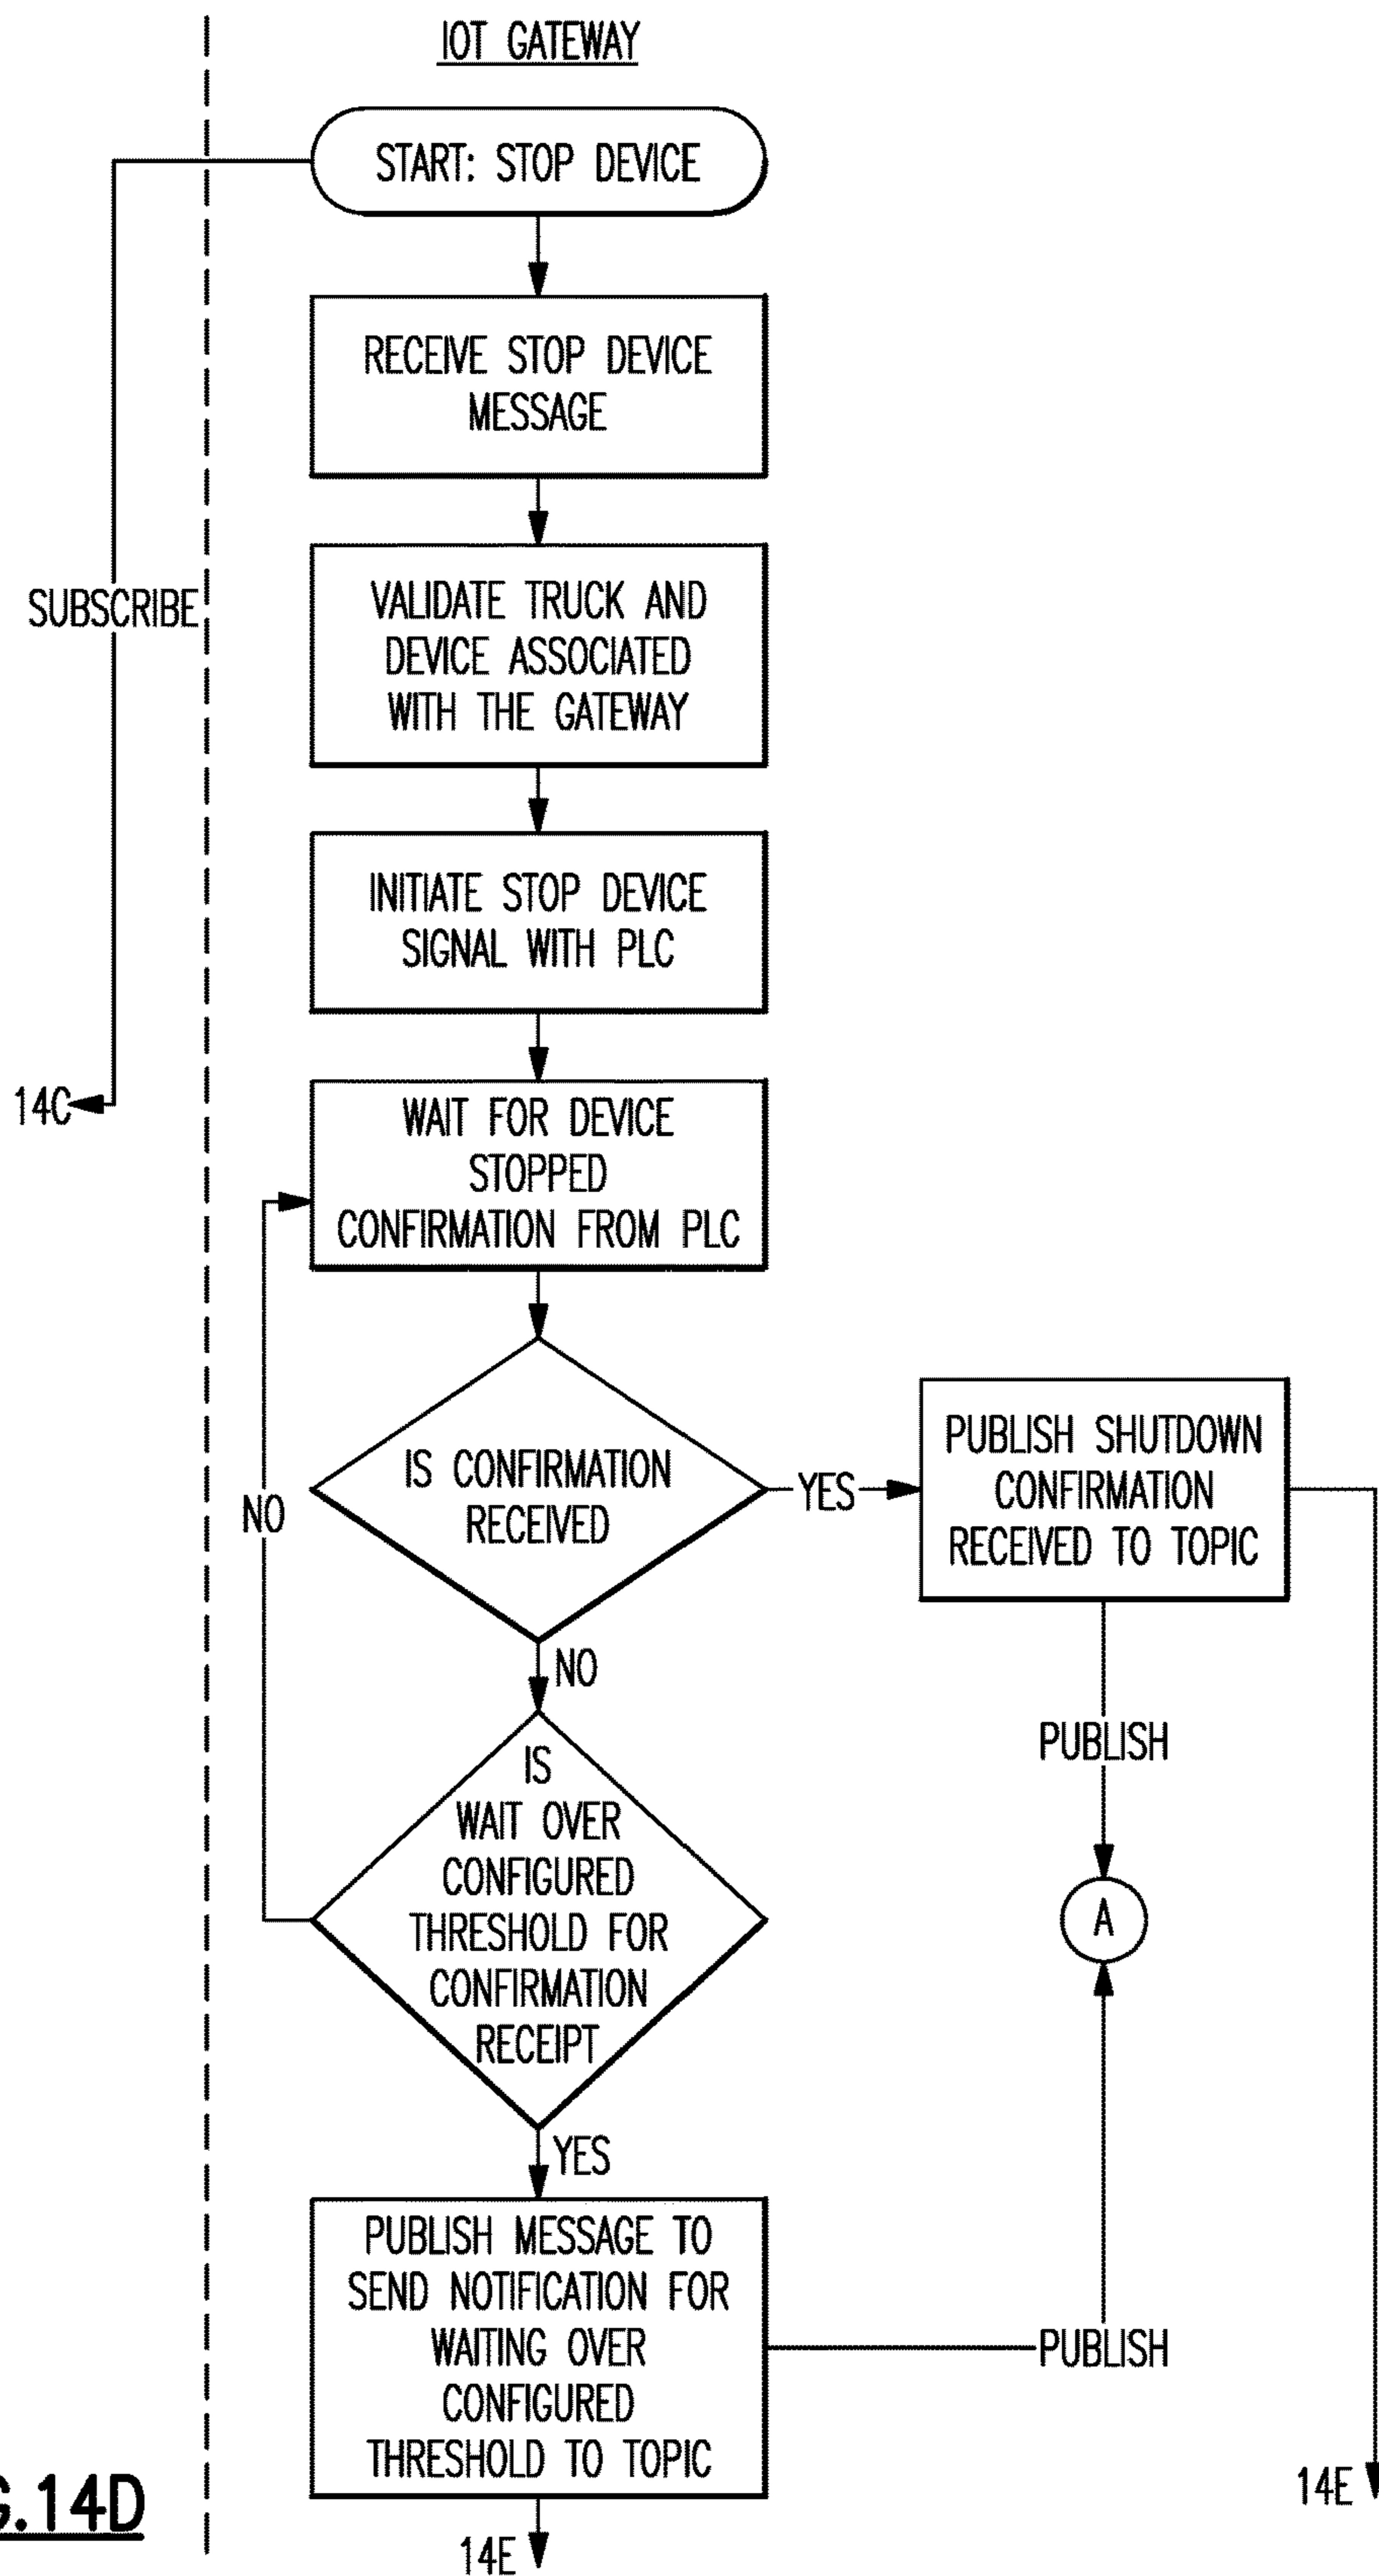 IOT GATEWAY
START: STOP DEVICE
RECEIVE STOP DEVICE
MESSAGE
VALIDATE TRUCK AND
DEVICE ASSOCIATED
WITH THE GATEWAY
SUBSCRIBE
INITIATE STOP DEVICE
SIGNAL WITH PLC
14C
WAIT FOR DEVICE
STOPPED
CONFIRMATION FROM PLC
IS CONFIRMATION
RECEIVED
YES
PUBLISH SHUTDOWN
CONFIRMATION
RECEIVED TO TOPIC
NO
NO
PUBLISH
IS
WAIT OVER
CONFIGURED
THRESHOLD FOR
CONFIRMATION
RECEIPT
A
YES
PUBLISH MESSAGE TO
SEND NOTIFICATION FOR
WAITING OVER
CONFIGURED
THRESHOLD TO TOPIC
PUBLISH
14E
14E
G.14D